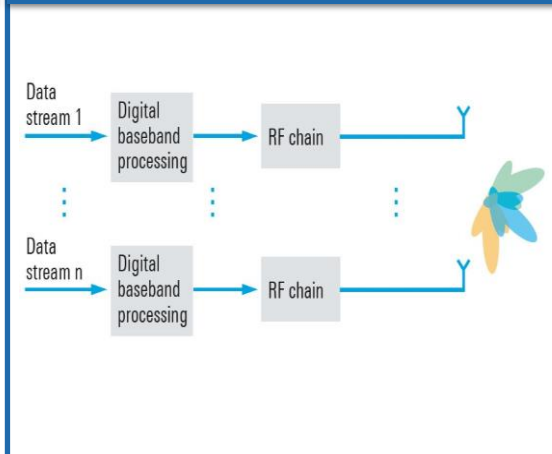 Data
stream 1
Digital
baseband
processing
RF chain
Data
stream n
Digital
baseband
processing
RF chain